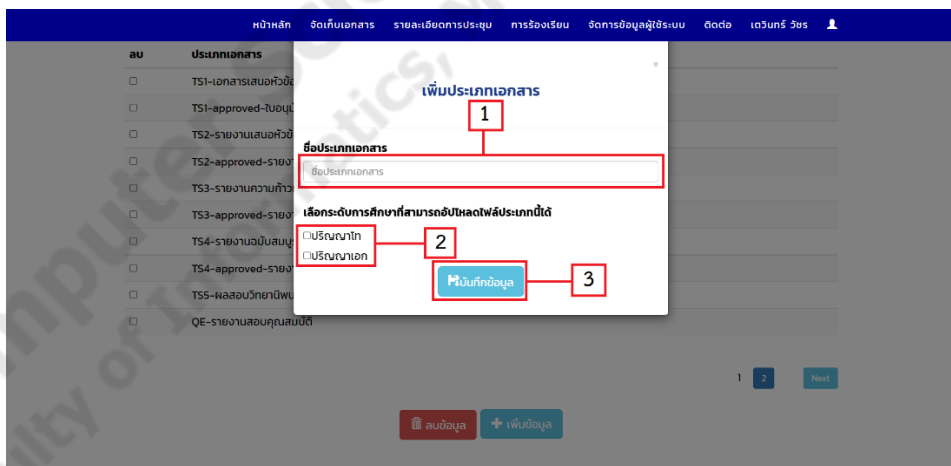 หน้าหลัก จัดเก็บเอกสาร รายละเอียดการประชุม การร้องเรียน จัดการข้อมูลผู้ใช้ระบบ ติดต่อ เตวินทร์ วัชร
ลบ ประเภทเอกสาร
×
TS1-เอกสารเสนอหัวข้อ
เพิ่มประเภทเอกสาร
TS1-approved-ใบอนุม
1
TS2-รายงานเสนอหัวข้
ชื่อประเภทเอกสาร
TS2-approved-รายงา
ชื่อประเภทเอกสาร
TS3-รายงานความก้าวห
TS3-approved-รายงา
เลือกระดับการศึกษาที่สามารถอัปโหลดไฟล์ประเภทนี้ได้
TS4-รายงานฉบับสมบูร
ปริญญาโท
2
ปริญญาเอก
TS4-approved-รายงา
บันทึกข้อมูล
3
TS5-ผลสอบวิทยานิพน
QE-รายงานสอบคุณสมบัติ
1 2 Next
ลบข้อมูล เพิ่มข้อมูล